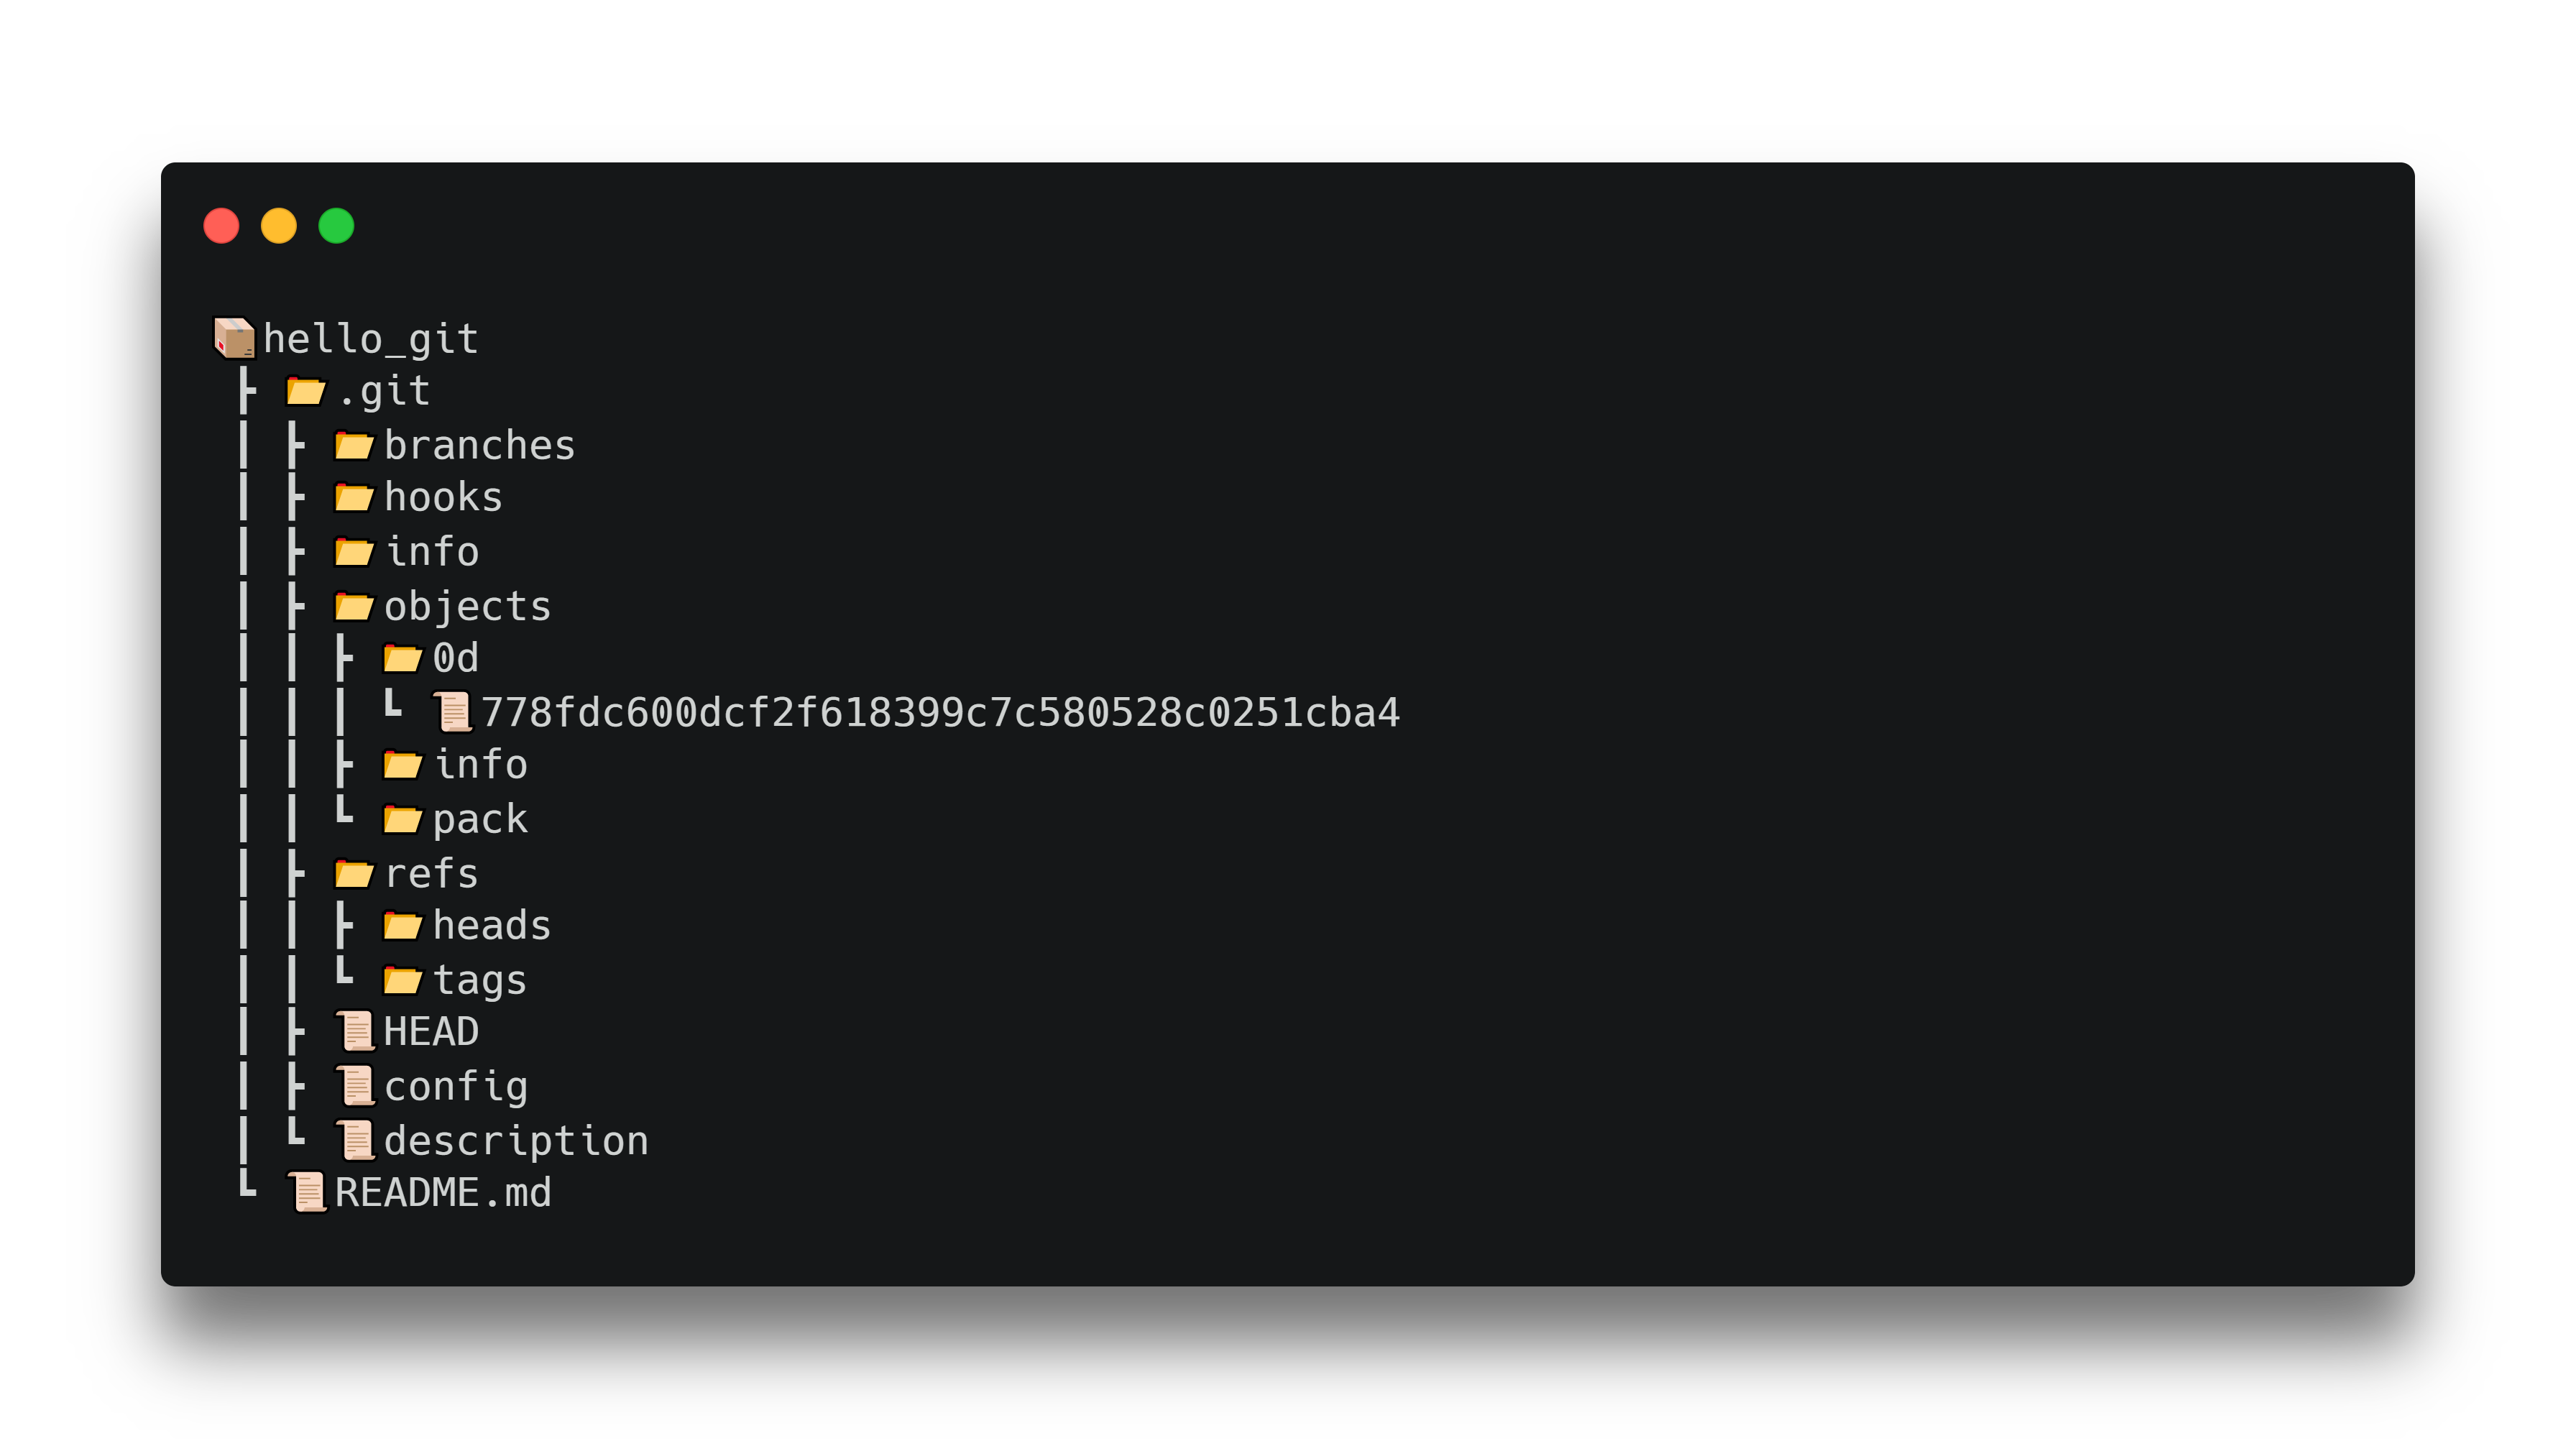 hello_git
.git
branches
hooks
info
objects
0d
778fdc600dcf2f618399c7c580528c0251cba4
info
pack
refs
heads
tags
HEAD
config
description
README.md